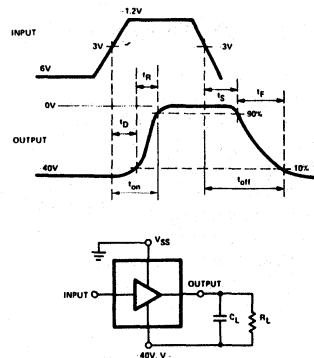 -1.2V
INPUT
3V
-3V
6V
tR
tS
tF
0V
tD
90%
OUTPUT
-40V
10%
ton
toff
VSS
INPUT
OUTPUT
CL
RL
-40V, V-